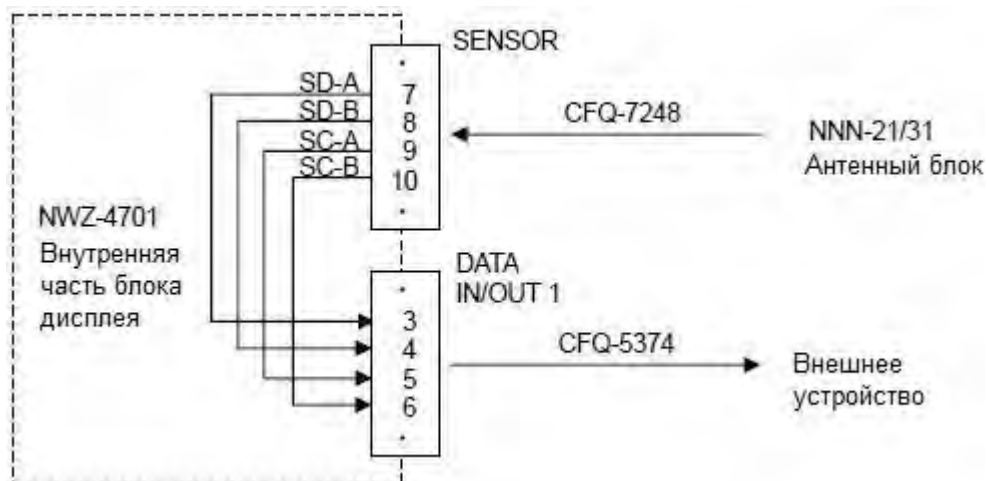 SENSOR
SD-A
7
SD-B
8
SC-A
9
SC-B
10
CFQ-7248
NNN-21/31
Антенный блок
NWZ-4701
Внутренняя
часть блока
дисплея
DATA
IN/OUT 1
3
4
5
6
CFQ-5374
Внешнее
устройство